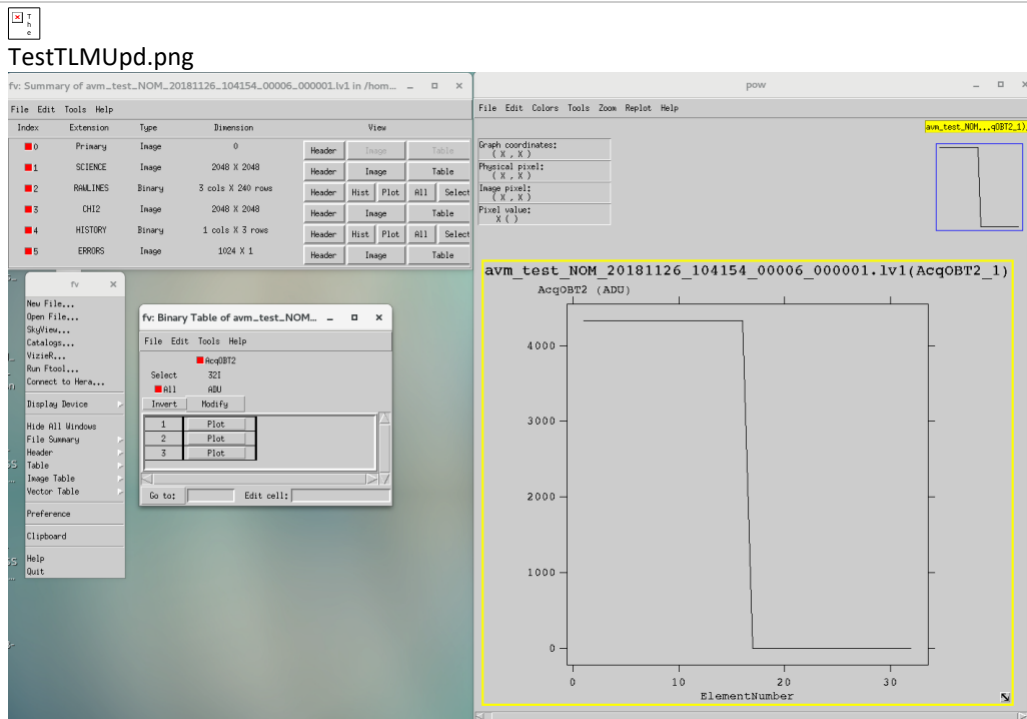 The
TestTLMUpd.png
fv: Summary of avm_test_NOM_20181126_104154_00006_000001.lv1 in /hom...
File Edit Tools Help
Index Extension Type Dimension View
0 Primary Image 0 Header Image Table
1 SCIENCE Image 2048 X 2048 Header Image Table
2 RAWLINES Binary 3 cols X 240 rows Header Hist Plot All Select
3 CHI2 Image 2048 X 2048 Header Image Table
4 HISTORY Binary 1 cols X 3 rows Header Hist Plot All Select
5 ERRORS Image 1024 X 1 Header Image Table
fv
New File...
Open File...
SkyView...
Catalogs...
VizieR...
Run Ftool...
Connect to Hera...
Display Device
Hide All Windows
File Summary
Header
Table
Image Table
Vector Table
Preference
Clipboard
Help
Quit
fv: Binary Table of avm_test_NOM...
File Edit Tools Help
AcqOBT2
Select 32I
All ADU
Invert Modify
1 Plot
2 Plot
3 Plot
Go to: Edit cell:
pow
File Edit Colors Tools Zoom Replot Help
Graph coordinates:
( X , X )
Physical pixel:
( X , X )
Image pixel:
( X , X )
Pixel value:
X ( )
avm_test_NOM...qOBT2_1)
avm_test_NOM_20181126_104154_00006_000001.lv1(AcqOBT2_1)
AcqOBT2 (ADU)
4000
3000
2000
1000
0
0 10 20 30
ElementNumber